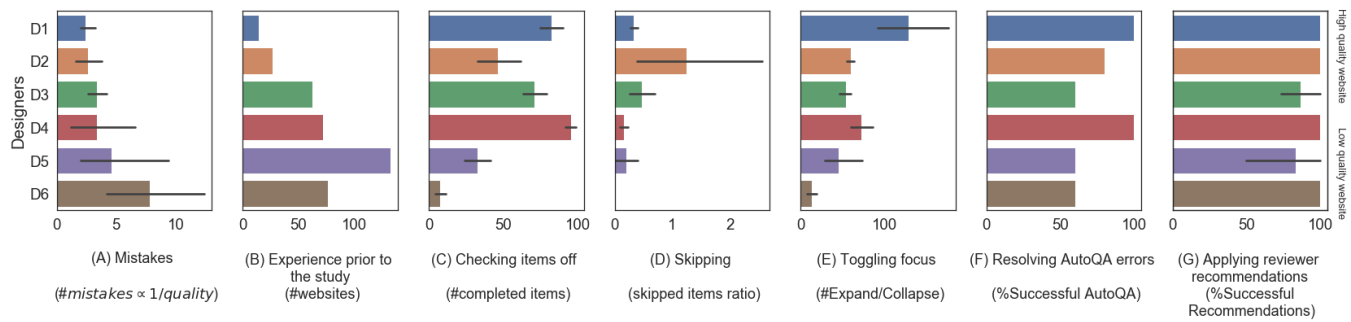 Designers
D1
D2
D3
D4
D5
D6
0 5 10
0 50 100
0 50 100
0 1 2
0 100
0 50 100
0 50 100
High quality website
Low quality website
(A) Mistakes
(#mistakes ∝ 1/quality)
(B) Experience prior to
the study
(#websites)
(C) Checking items off
(#completed items)
(D) Skipping
(skipped items ratio)
(E) Toggling focus
(#Expand/Collapse)
(F) Resolving AutoQA errors
(%Successful AutoQA)
(G) Applying reviewer
recommendations
(%Successful
Recommendations)